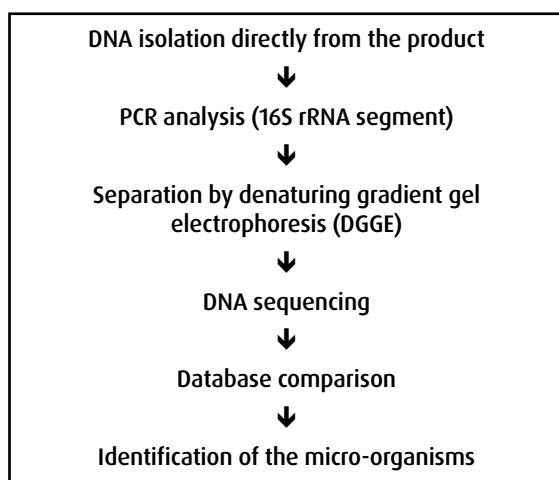 DNA isolation directly from the product
PCR analysis (16S rRNA segment)
Separation by denaturing gradient gel
electrophoresis (DGGE)
DNA sequencing
Database comparison
Identification of the micro-organisms